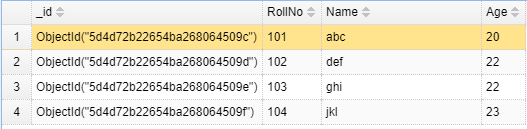 _id RollNo Name Age
1 ObjectId("5d4d72b22654ba268064509c") 101 abc 20
2 ObjectId("5d4d72b22654ba268064509d") 102 def 22
3 ObjectId("5d4d72b22654ba268064509e") 103 ghi 22
4 ObjectId("5d4d72b22654ba268064509f") 104 jkl 23